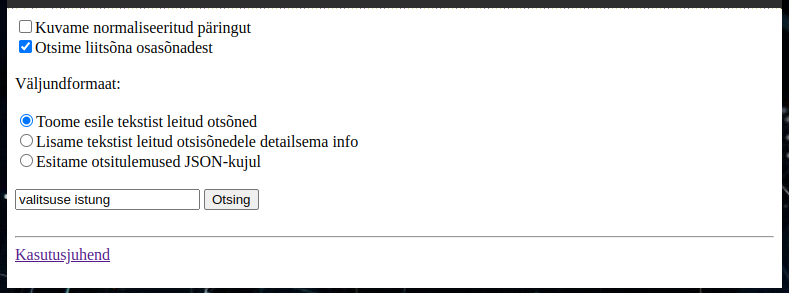 Kuvame normaliseeritud päringut
Otsime liitsõna osasõnadest
Väljundformaat:
Toome esile tekstist leitud otsõned
Lisame tekstist leitud otsisõnedele detailsema info
Esitame otsitulemused JSON-kujul
valitsuse istung Otsing
Kasutusjuhend